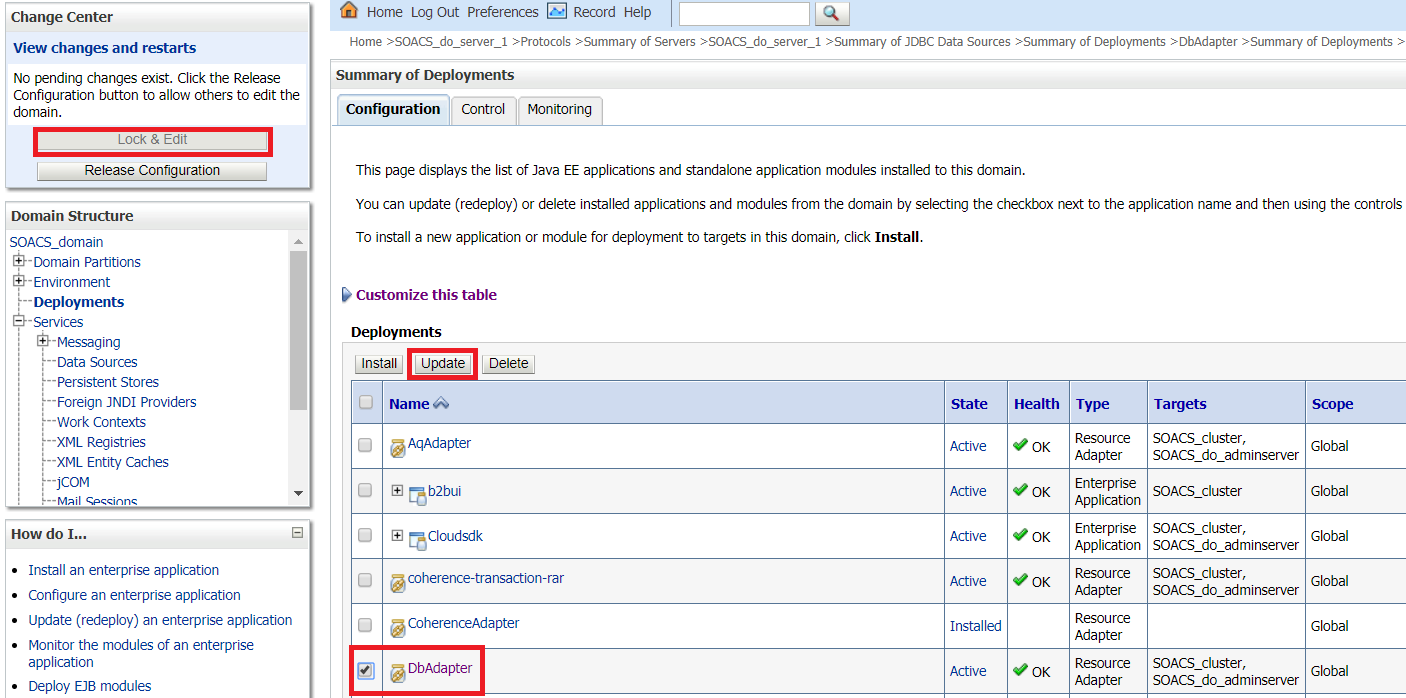 Change Center
View changes and restarts
No pending changes exist. Click the Release
Configuration button to allow others to edit the
domain.
Lock & Edit
Release Configuration
Domain Structure
SOACS_domain
Domain Partitions
Environment
Deployments
Services
Messaging
Data Sources
Persistent Stores
Foreign JNDI Providers
Work Contexts
XML Registries
XML Entity Caches
jCOM
Mail Sessions
How do I...
Install an enterprise application
Configure an enterprise application
Update (redeploy) an enterprise application
Monitor the modules of an enterprise
application
Deploy EJB modules
Home Log Out Preferences Record Help
Home >SOACS_do_server_1 >Protocols >Summary of Servers >SOACS_do_server_1 >Summary of JDBC Data Sources >Summary of Deployments >DbAdapter >Summary of Deployments >
Summary of Deployments
Configuration Control Monitoring
This page displays the list of Java EE applications and standalone application modules installed to this domain.
You can update (redeploy) or delete installed applications and modules from the domain by selecting the checkbox next to the application name and then using the controls
To install a new application or module for deployment to targets in this domain, click Install.
Customize this table
Deployments
Install Update Delete
Name State Health Type Targets Scope
AqAdapter Active OK Resource Adapter SOACS_cluster, SOACS_do_adminserver Global
b2bui Active OK Enterprise Application SOACS_cluster Global
Cloudsdk Active OK Enterprise Application SOACS_cluster, SOACS_do_adminserver Global
coherence-transaction-rar Active OK Resource Adapter SOACS_cluster, SOACS_do_adminserver Global
CoherenceAdapter Installed Resource Adapter Global
DbAdapter Active OK Resource Adapter SOACS_cluster, SOACS_do_adminserver Global